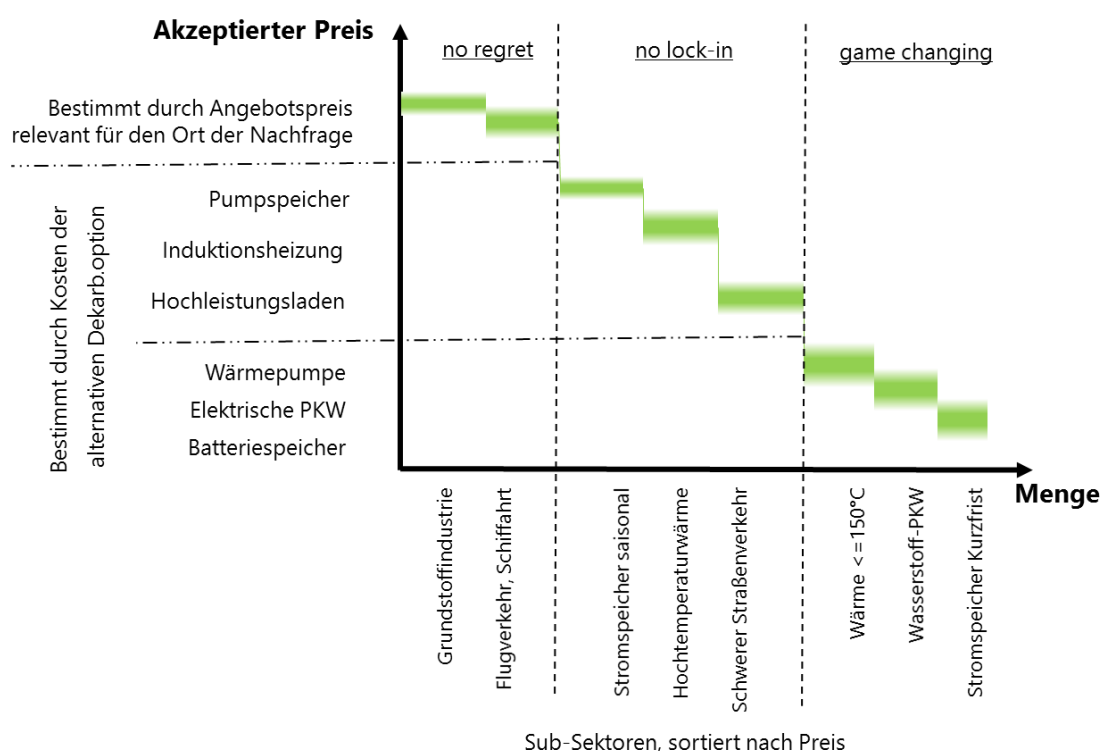 Akzeptierter Preis
no regret
no lock-in
game changing
Bestimmt durch Angebotspreis
relevant für den Ort der Nachfrage
Bestimmt durch Kosten der
alternativen Dekarb.option
Pumpspeicher
Induktionsheizung
Hochleistungsladen
Wärmepumpe
Elektrische PKW
Batteriespeicher
Menge
Grundstoffindustrie
Flugverkehr, Schiffahrt
Stromspeicher saisonal
Hochtemperaturwärme
Schwerer Straßenverkehr
Wärme <=150°C
Wasserstoff-PKW
Stromspeicher Kurzfrist
Sub-Sektoren, sortiert nach Preis